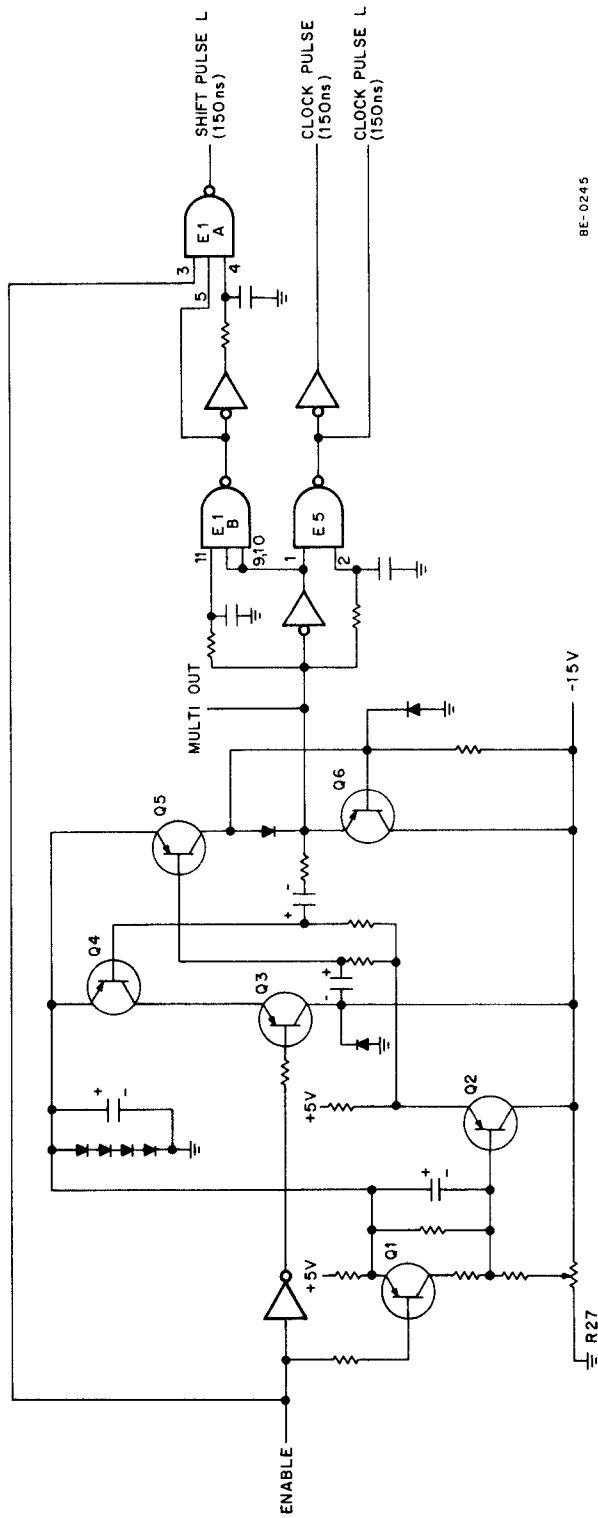 SHIFT PULSE L
(150ns)
CLOCK PULSE
(150ns)
CLOCK PULSE L
(150ns)
E1
A
3
5
4
E1
B
11
9,10
E5
1
2
MULTI OUT
Q5
Q6
Q4
Q3
-15V
+5V
Q2
+5V
Q1
R27
ENABLE
+
-
+
-
+
-
+
-
BE-0245